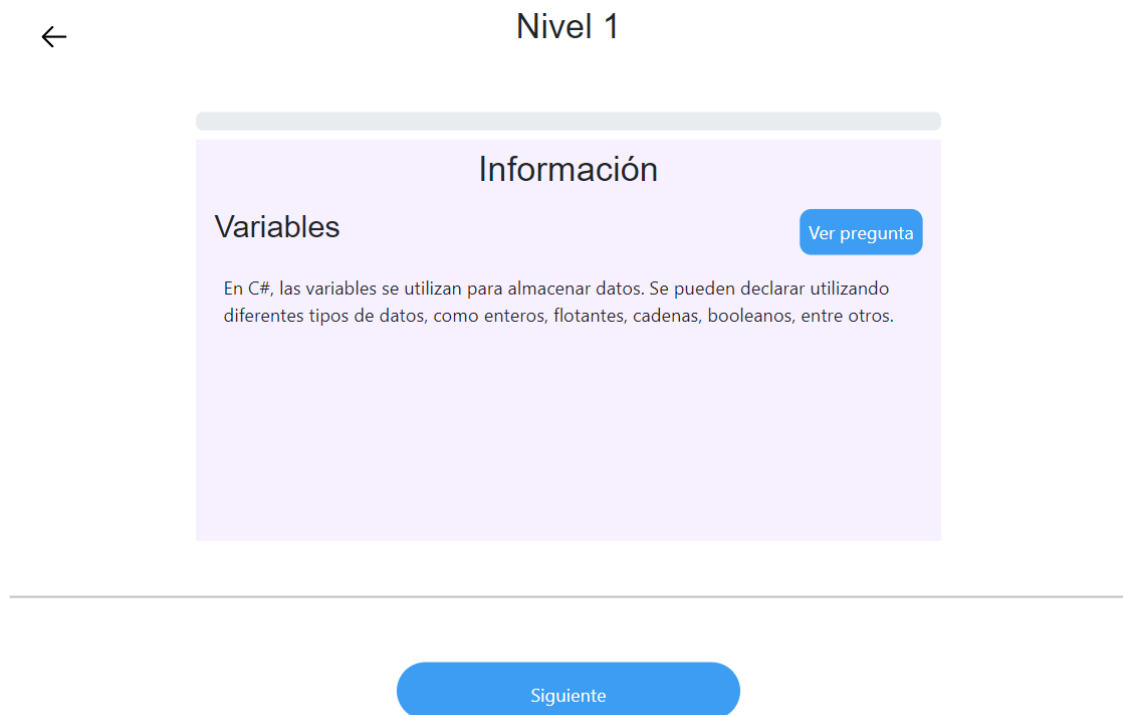 Nivel 1
Información
Variables
Ver pregunta
En C#, las variables se utilizan para almacenar datos. Se pueden declarar utilizando
diferentes tipos de datos, como enteros, flotantes, cadenas, booleanos, entre otros.
Siguiente